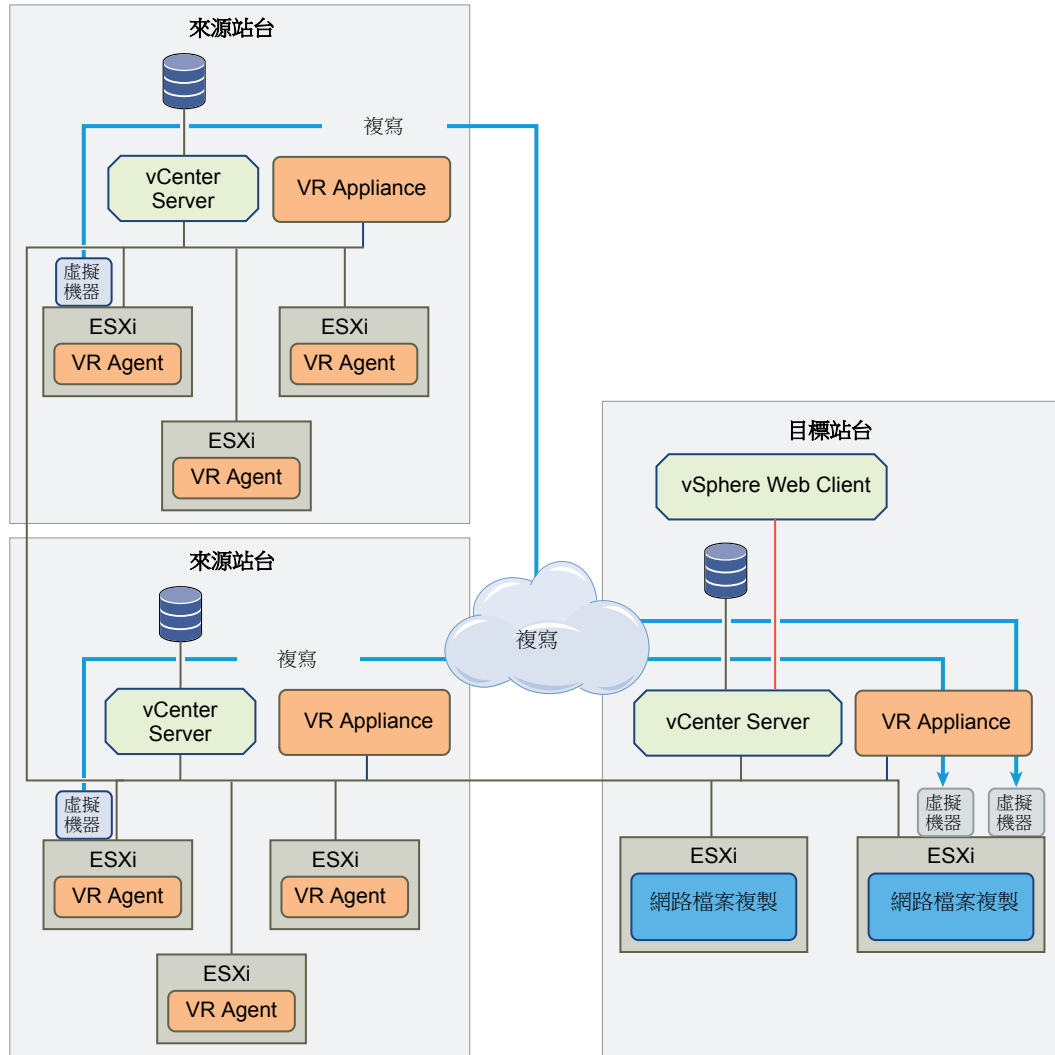 來源站台
複寫
vCenter
Server
VR Appliance
虛擬
機器
ESXi
VR Agent
ESXi
VR Agent
ESXi
VR Agent
來源站台
複寫
vCenter
Server
VR Appliance
虛擬
機器
ESXi
VR Agent
ESXi
VR Agent
ESXi
VR Agent
複寫
目標站台
vSphere Web Client
vCenter Server
VR Appliance
虛擬
機器
虛擬
機器
ESXi
網路檔案複製
ESXi
網路檔案複製